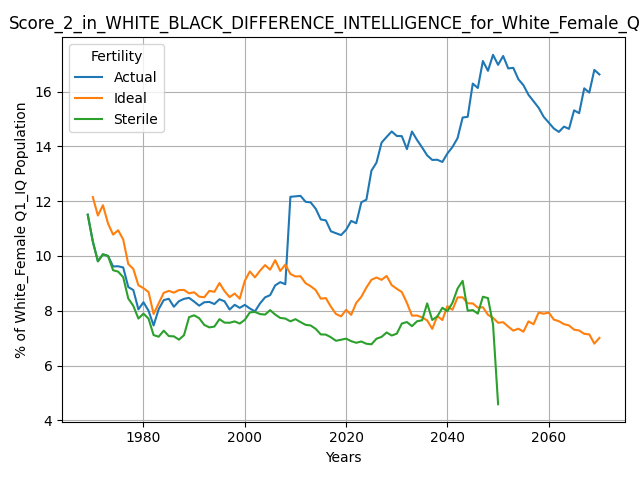 Score_2_in_WHITE_BLACK_DIFFERENCE_INTELLIGENCE_for_White_Female_Q
Fertility
Actual
Ideal
Sterile
% of White_Female Q1_IQ Population
16
14
12
10
8
6
4
1980
2000
2020
2040
2060
Years